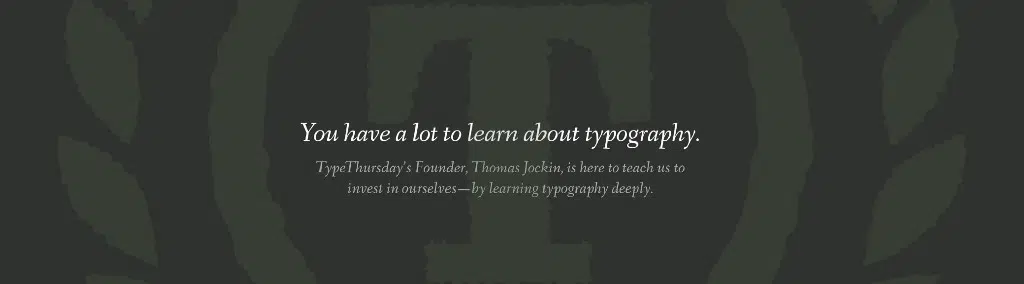 You have a lot to learn about typography.
TypeThursday's Founder, Thomas Jockin, is here to teach us to
invest in ourselves—by learning typography deeply.
T